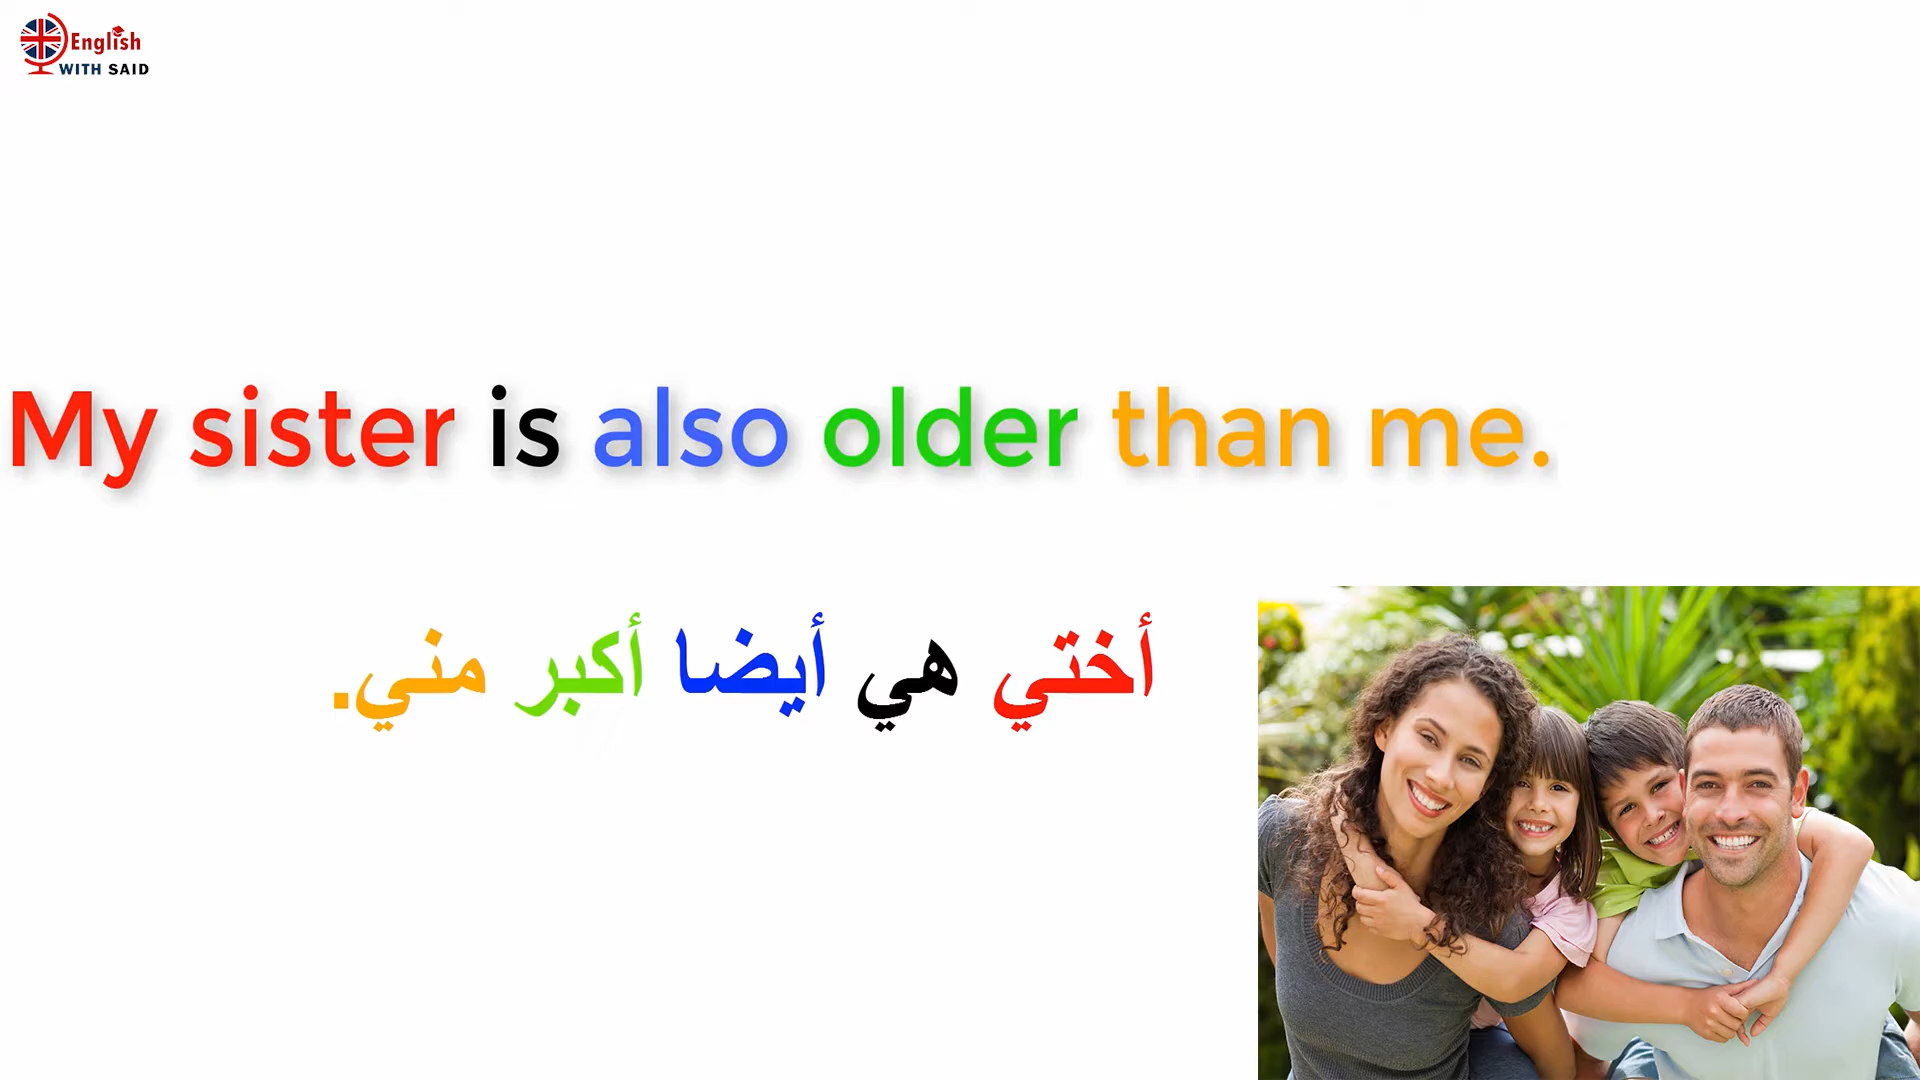 English
WITH SAID
My sister is also older than me.
أختي هي أيضا أكبر مني.